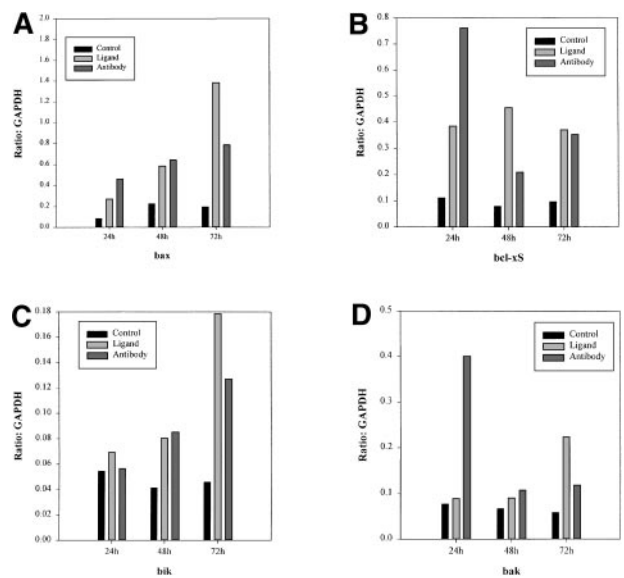 A
2.0
1.8
1.6
1.4
1.2
1.0
0.8
0.6
0.4
0.2
0.0
Ratio: GAPDH
Control
Ligand
Antibody
24h 48h 72h
bax
B
0.8
0.7
0.6
0.5
0.4
0.3
0.2
0.1
0.0
Ratio: GAPDH
Control
Ligand
Antibody
24h 48h 72h
bcl-xS
C
0.18
0.16
0.14
0.12
0.10
0.08
0.06
0.04
0.02
0.00
Ratio: GAPDH
Control
Ligand
Antibody
24h 48h 72h
bik
D
0.5
0.4
0.3
0.2
0.1
0.0
Ratio: GAPDH
Control
Ligand
Antibody
24h 48h 72h
bak